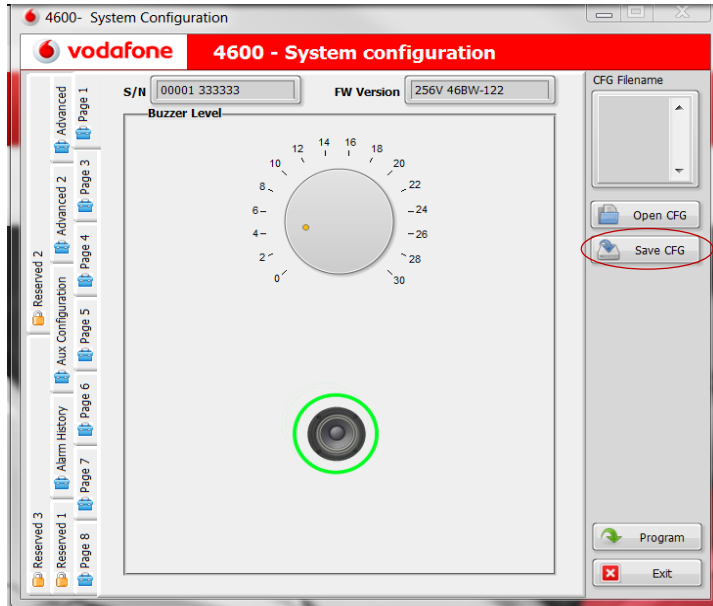 4600- System Configuration
vodafone
4600 - System configuration
S/N 00001 333333
FW Version 256V 46BW-122
CFG Filename
Buzzer Level
0
2
4
6
8
10
12
14
16
18
20
22
24
26
28
30
Open CFG
Save CFG
Program
Exit
Reserved 2
Reserved 3
Advanced
Advanced 2
Aux Configuration
Alarm History
Reserved 1
Page 1
Page 3
Page 4
Page 5
Page 6
Page 7
Page 8